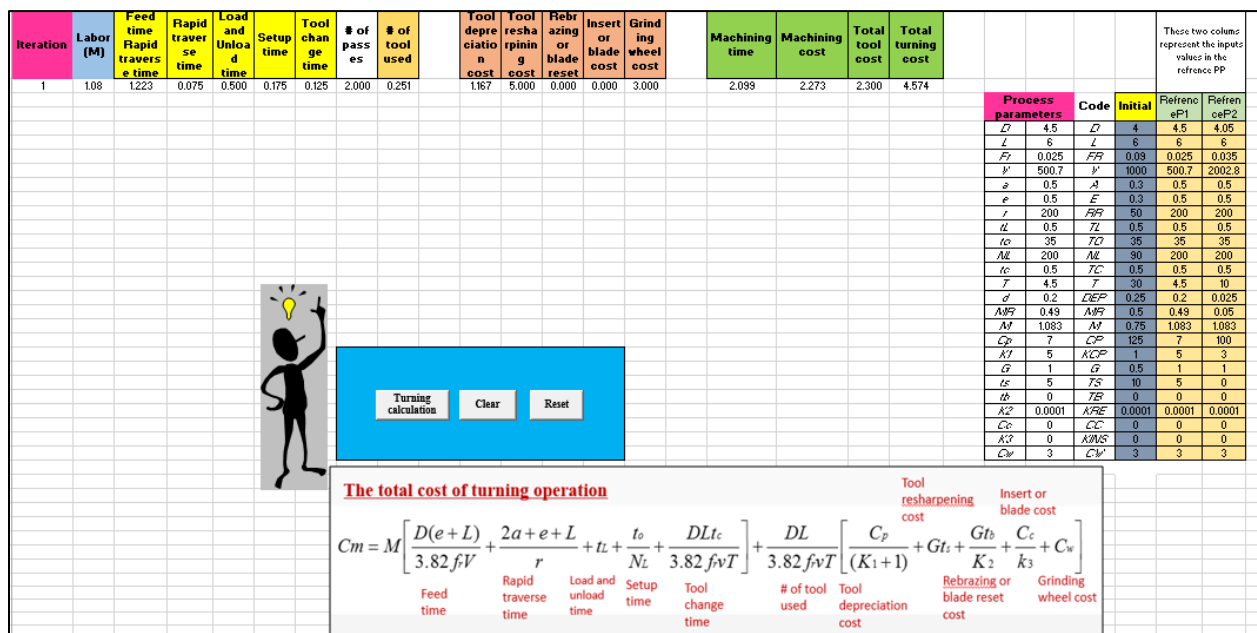 Iteration Labor (M) Feed time Rapid travers e time Rapid traver se time Load and Unloa d time Setup time Tool chan ge time # of pass es # of tool used Tool depre ciatio n cost Tool resha rpinin g cost Rebr azing or blade reset Insert or blade cost Grind ing wheel cost Machining time Machining cost Total tool cost Total turning cost
These two colums
represent the inputs
values in the
refrence PP
1 1.08 1.223 0.075 0.500 0.175 0.125 2.000 0.251 1.167 5.000 0.000 0.000 3.000 2.099 2.273 2.300 4.574
Process parameters Code Initial Refrenc eP1 Refren ceP2
D 4.5 D 4 4.5 4.05
L 6 L 6 6 6
Fr 0.025 FR 0.09 0.025 0.035
V 500.7 V 1000 500.7 2002.8
a 0.5 A 0.3 0.5 0.5
e 0.5 E 0.3 0.5 0.5
r 200 RR 50 200 200
tL 0.5 TL 0.5 0.5 0.5
to 35 TO 35 35 35
NL 200 NL 90 200 200
tc 0.5 TC 0.5 0.5 0.5
T 4.5 T 30 4.5 10
d 0.2 DEP 0.25 0.2 0.025
MR 0.49 MR 0.5 0.49 0.05
M 1.083 M 0.75 1.083 1.083
Cp 7 CP 125 7 100
K1 5 KCP 1 5 3
G 1 G 0.5 1 1
ts 5 TS 10 5 0
tb 0 TB 0 0 0
K2 0.0001 KRE 0.0001 0.0001 0.0001
Cc 0 CC 0 0 0
K3 0 KINS 0 0 0
Cw 3 CW 3 3 3
Turning calculation Clear Reset
The total cost of turning operation
Tool resharpening cost
Insert or blade cost
Cm = M[D(e + L)/3.82 frV + 2a + e + L/r + tL + to/NL + DLtc/3.82 frvT] + DL/3.82 frvT[Cp/(K1 + 1) + Gts + Gtb/K2 + Cc/k3 + Cw]
Feed time
Rapid traverse time
Load and unload time
Setup time
Tool change time
# of tool used
Tool depreciation cost
Rebrazing or blade reset cost
Grinding wheel cost